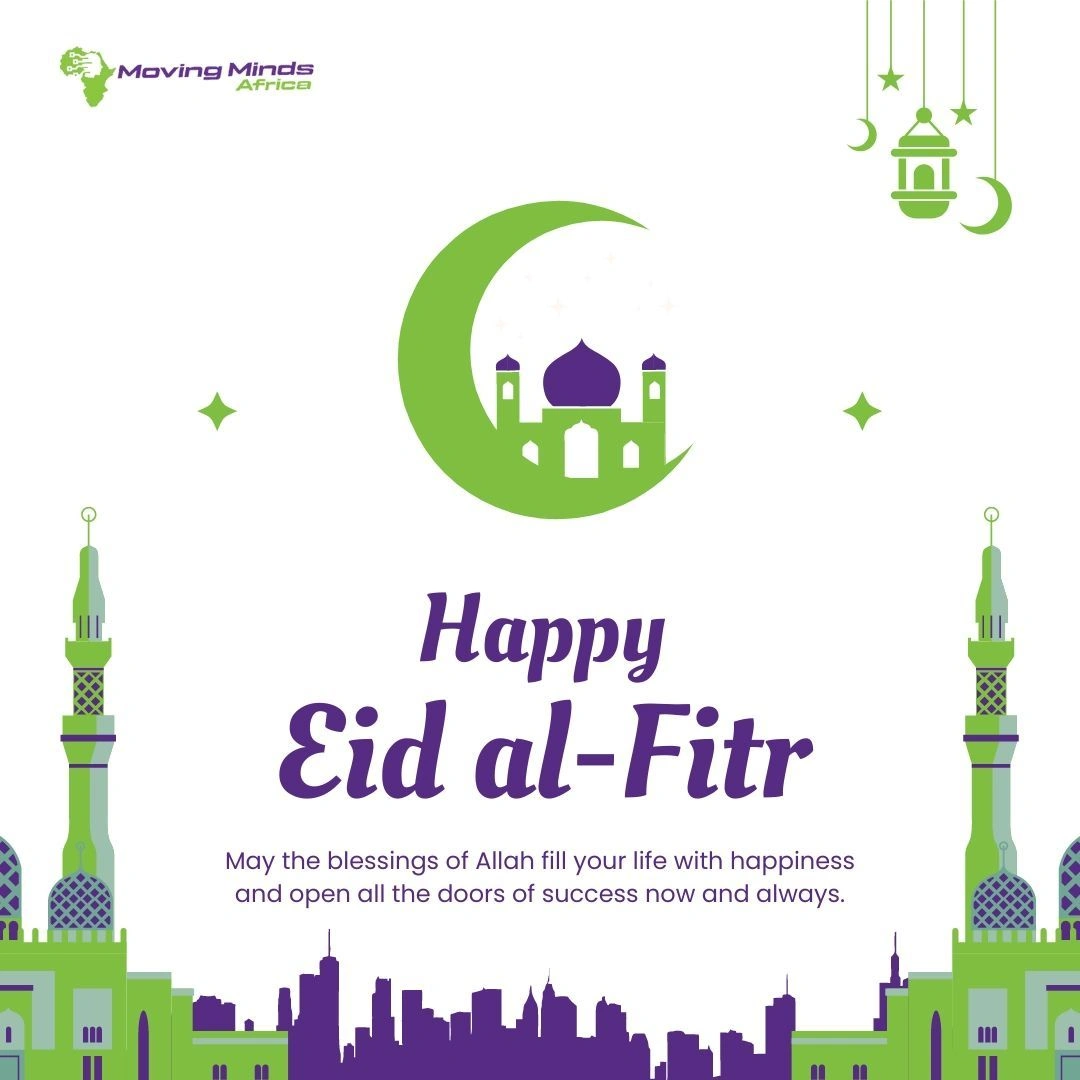 Moving Minds
Africa
Happy
Eid al-Fitr
May the blessings of Allah fill your life with happiness
and open all the doors of success now and always.